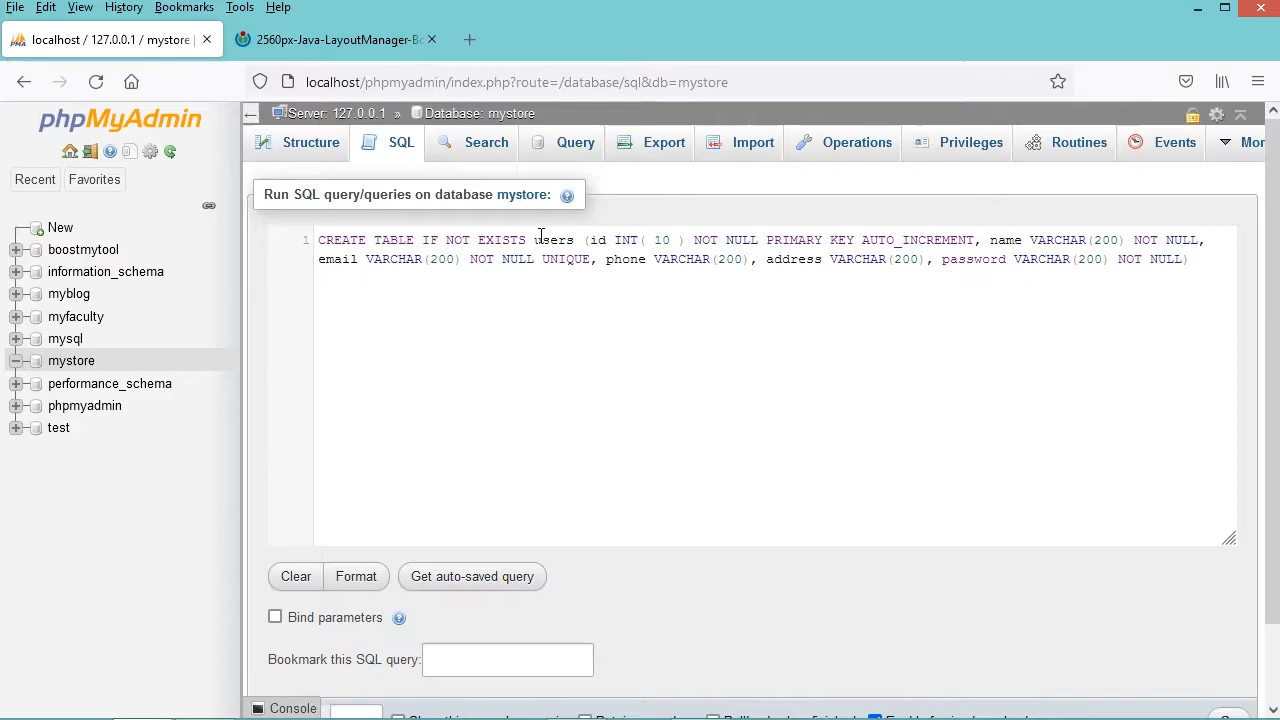 File Edit View History Bookmarks Tools Help
localhost / 127.0.0.1 / mystore
2560px-Java-LayoutManager-Bo
localhost/phpmyadmin/index.php?route=/database/sql&db=mystore
phpMyAdmin
Server: 127.0.0.1 » Database: mystore
Structure SQL Search Query Export Import Operations Privileges Routines Events Mor
Recent Favorites
Run SQL query/queries on database mystore:
New
boostmytool
information_schema
myblog
myfaculty
mysql
mystore
performance_schema
phpmyadmin
test
1 CREATE TABLE IF NOT EXISTS users (id INT( 10 ) NOT NULL PRIMARY KEY AUTO_INCREMENT, name VARCHAR(200) NOT NULL,
email VARCHAR(200) NOT NULL UNIQUE, phone VARCHAR(200), address VARCHAR(200), password VARCHAR(200) NOT NULL)
Clear Format Get auto-saved query
Bind parameters
Bookmark this SQL query:
Console